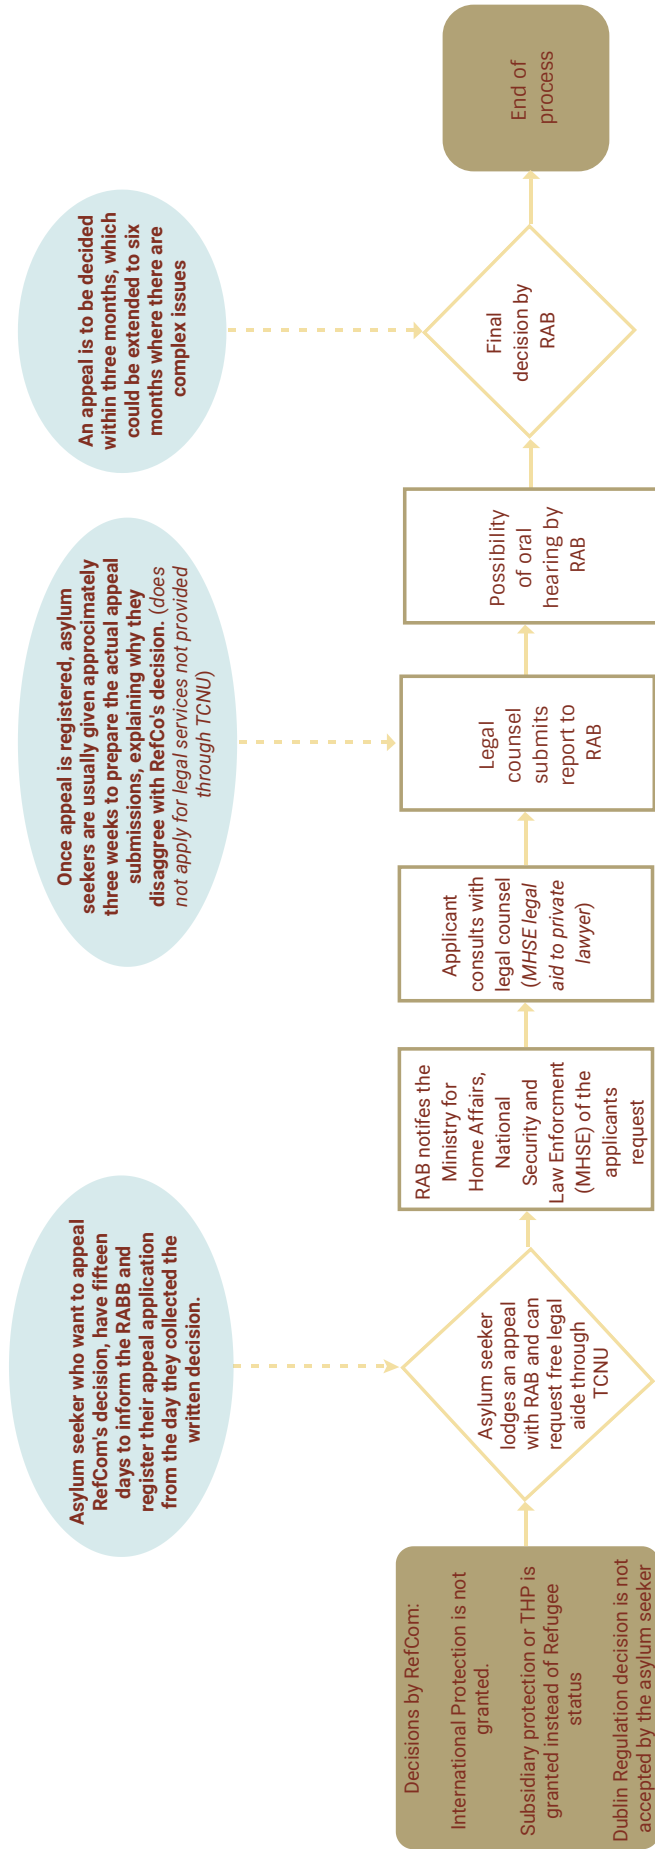 Asylum seeker who want to appeal
RefCom's decision, have fifteen
days to inform the RABB and
register their appeal application
from the day they collected the
written decision.
Once appeal is registered, asylum
seekers are usually given approcimately
three weeks to prepare the actual appeal
submissions, explaining why they
disaggree with RefCo's decision. (does
not apply for legal services not provided
through TCNU)
An appeal is to be decided
within three months, which
could be extended to six
months where there are
complex issues
Decisions by RefCom:
International Protection is not
granted.
Subsidiary protection or THP is
granted instead of Refugee
status
Dublin Regulation decision is not
accepted by the asylum seeker
Asylum seeker
lodges an appeal
with RAB and can
request free legal
aide through
TCNU
RAB notifes the
Ministry for
Home Affairs,
National
Security and
Law Enforcment
(MHSE) of the
applicants
request
Applicant
consults with
legal counsel
(MHSE legal
aid to private
lawyer)
Legal
counsel
submits
report to
RAB
Possibility
of oral
hearing by
RAB
Final
decision by
RAB
End of
process